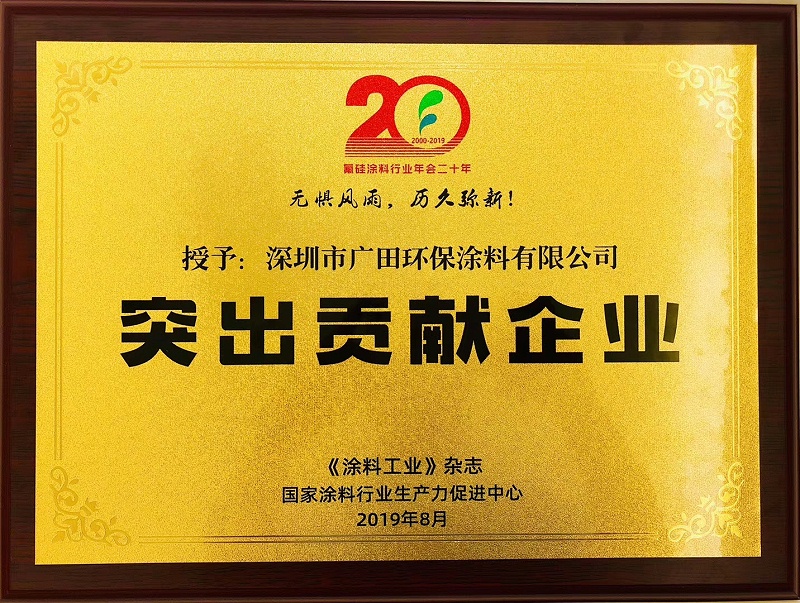 20
2000-2019
氟硅涂料行业年会二十年
无惧风雨，历久弥新！
授予：深圳市广田环保涂料有限公司
突出贡献企业
《涂料工业》杂志
国家涂料行业生产力促进中心
2019年8月